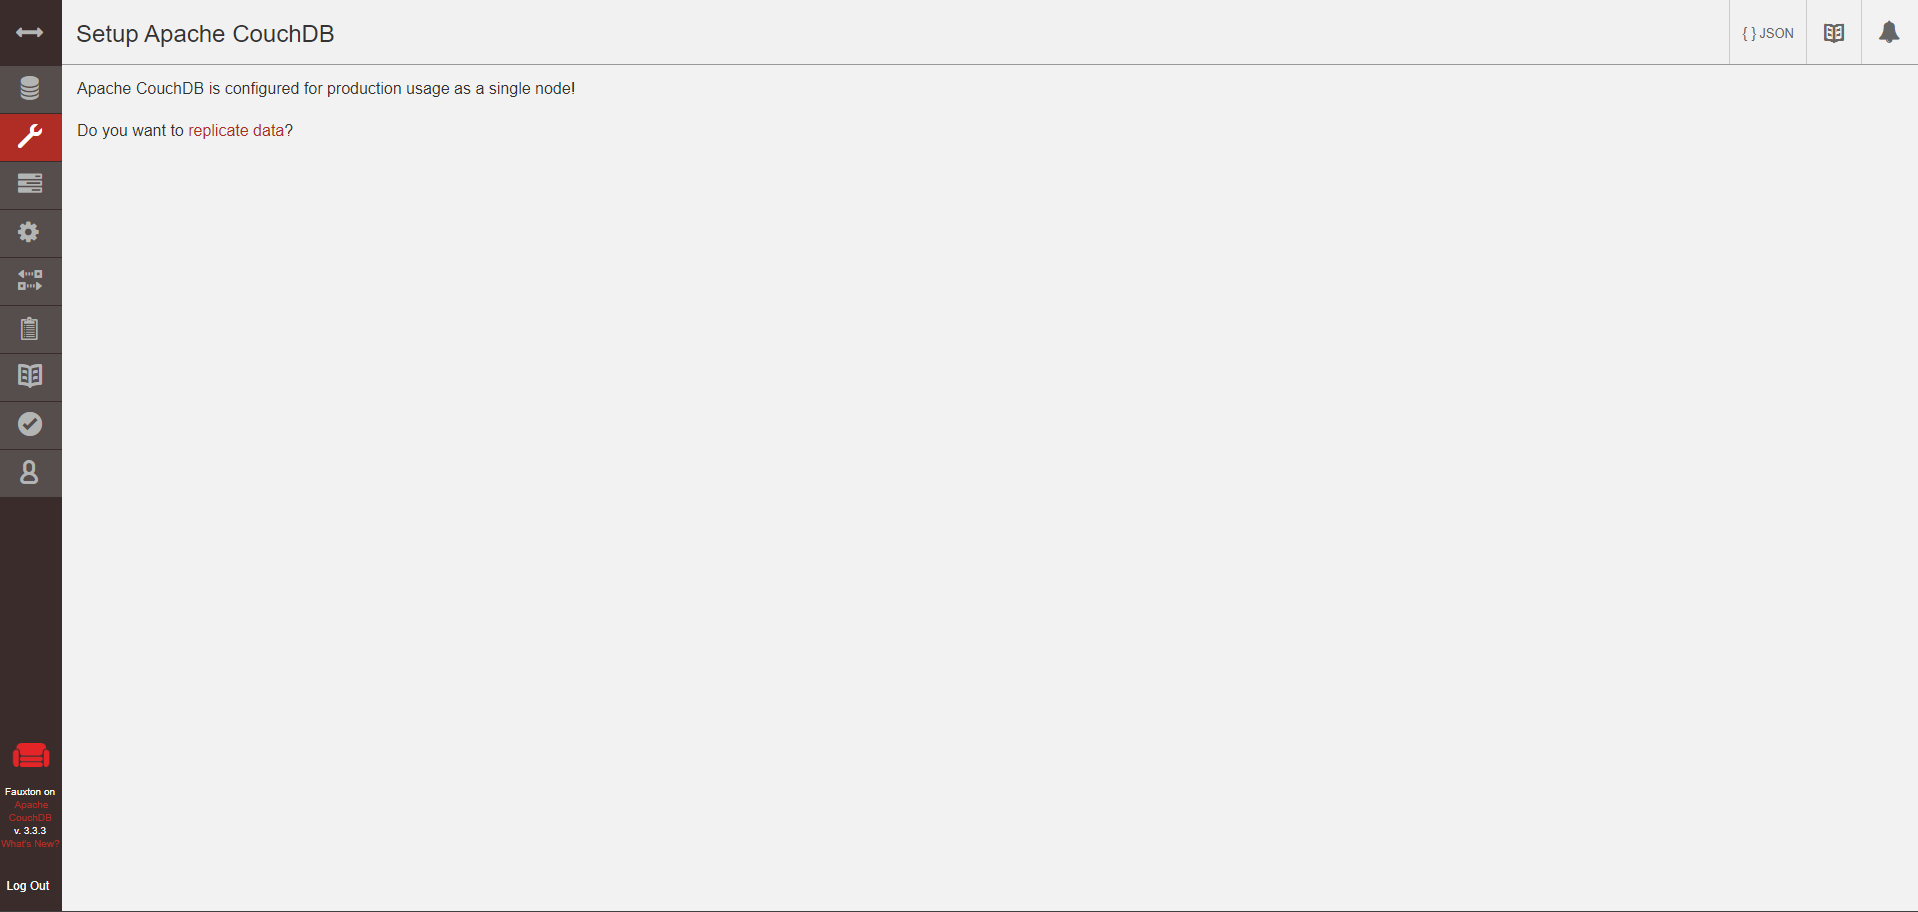 Setup Apache CouchDB
{ } JSON
Apache CouchDB is configured for production usage as a single node!
Do you want to replicate data?
Fauxton on
Apache
CouchDB
v. 3.3.3
What's New?
Log Out